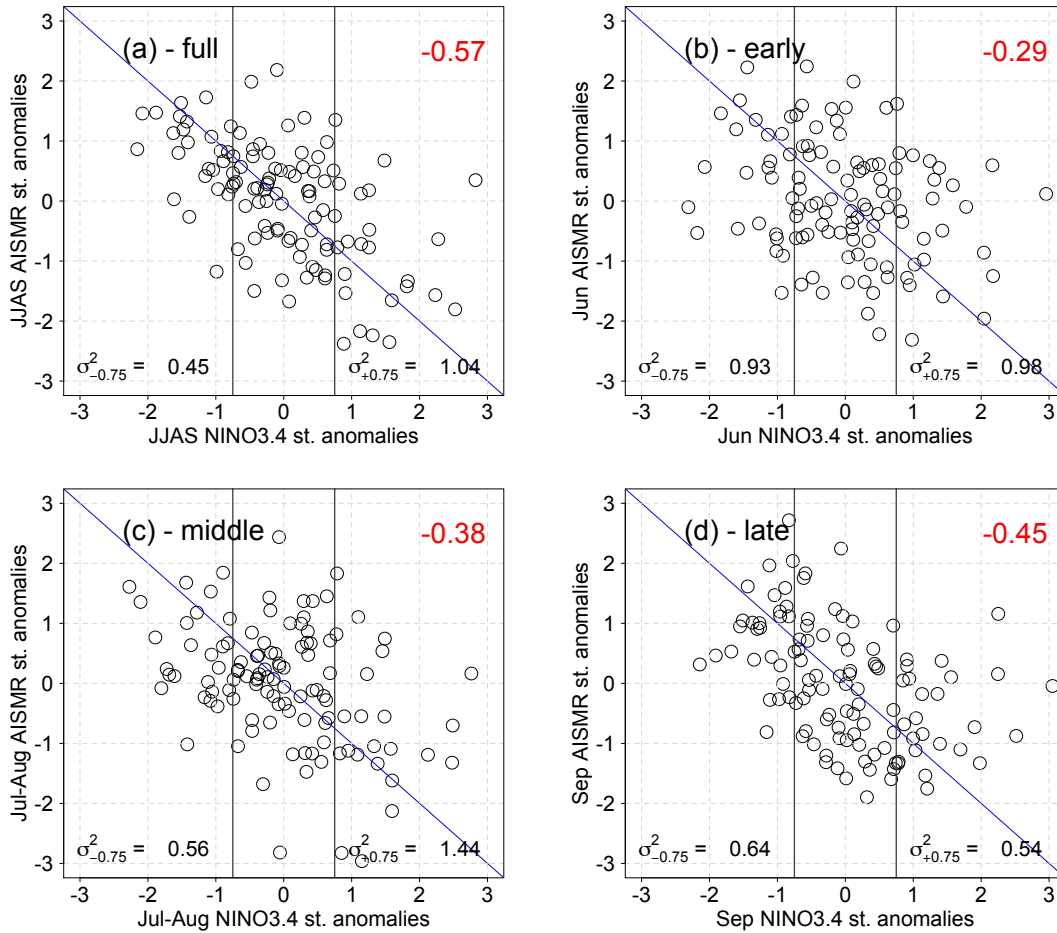 (a) - full
-0.57
JJAS AISMR st. anomalies
3
2
1
0
-1
-2
-3
σ²₋₀.₇₅ = 0.45
σ²₊₀.₇₅ = 1.04
-3 -2 -1 0 1 2 3
JJAS NINO3.4 st. anomalies
(b) - early
-0.29
Jun AISMR st. anomalies
3
2
1
0
-1
-2
-3
σ²₋₀.₇₅ = 0.93
σ²₊₀.₇₅ = 0.98
-3 -2 -1 0 1 2 3
Jun NINO3.4 st. anomalies
(c) - middle
-0.38
Jul-Aug AISMR st. anomalies
3
2
1
0
-1
-2
-3
σ²₋₀.₇₅ = 0.56
σ²₊₀.₇₅ = 1.44
-3 -2 -1 0 1 2 3
Jul-Aug NINO3.4 st. anomalies
(d) - late
-0.45
Sep AISMR st. anomalies
3
2
1
0
-1
-2
-3
σ²₋₀.₇₅ = 0.64
σ²₊₀.₇₅ = 0.54
-3 -2 -1 0 1 2 3
Sep NINO3.4 st. anomalies